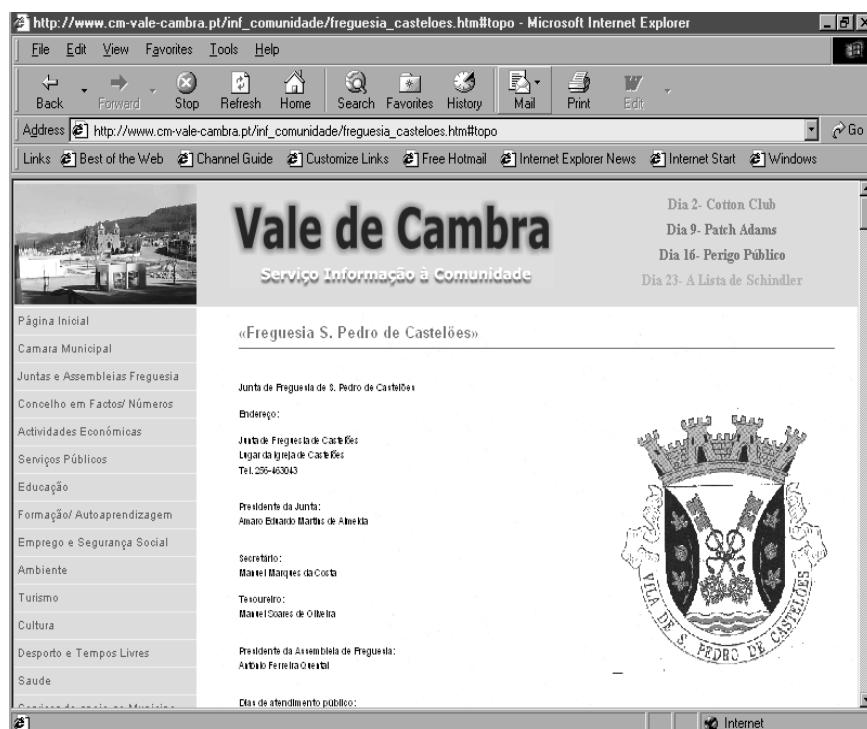 http://www.cm-vale-cambra.pt/inf_comunidade/freguesia_casteloes.htm#topo - Microsoft Internet Explorer
File Edit View Favorites Tools Help
Back Forward Stop Refresh Home Search Favorites History Mail Print Edit
Address http://www.cm-vale-cambra.pt/inf_comunidade/freguesia_casteloes.htm#topo Go
Links Best of the Web Channel Guide Customize Links Free Hotmail Internet Explorer News Internet Start Windows
Vale de Cambra
Serviço Informação à Comunidade
Dia 2- Cotton Club
Dia 9- Patch Adams
Dia 16- Perigo Público
Dia 23- A Lista de Schindler
Página Inicial
Camara Municipal
Juntas e Assembleias Freguesia
Concelho em Factos/ Números
Actividades Económicas
Serviços Públicos
Educação
Formação/ Autoaprendizagem
Emprego e Segurança Social
Ambiente
Turismo
Cultura
Desporto e Tempos Livres
Saude
«Freguesia S. Pedro de Castelões»
Junta de Freguesia de S. Pedro de Castelões
Endereço:
Junta de Freguesia de Castelões
Lugar da Igreja de Castelões
Tel. 256-463043
Presidente da Junta:
Amaro Eduardo Martins de Almeida
Secretário:
Manuel Marques da Costa
Tesoureiro:
Manuel Soares de Oliveira
Presidente da Assembleia de Freguesia:
António Ferreira Quental
Dias de atendimento público:
VILA DE S. PEDRO DE CASTELÕES
Internet